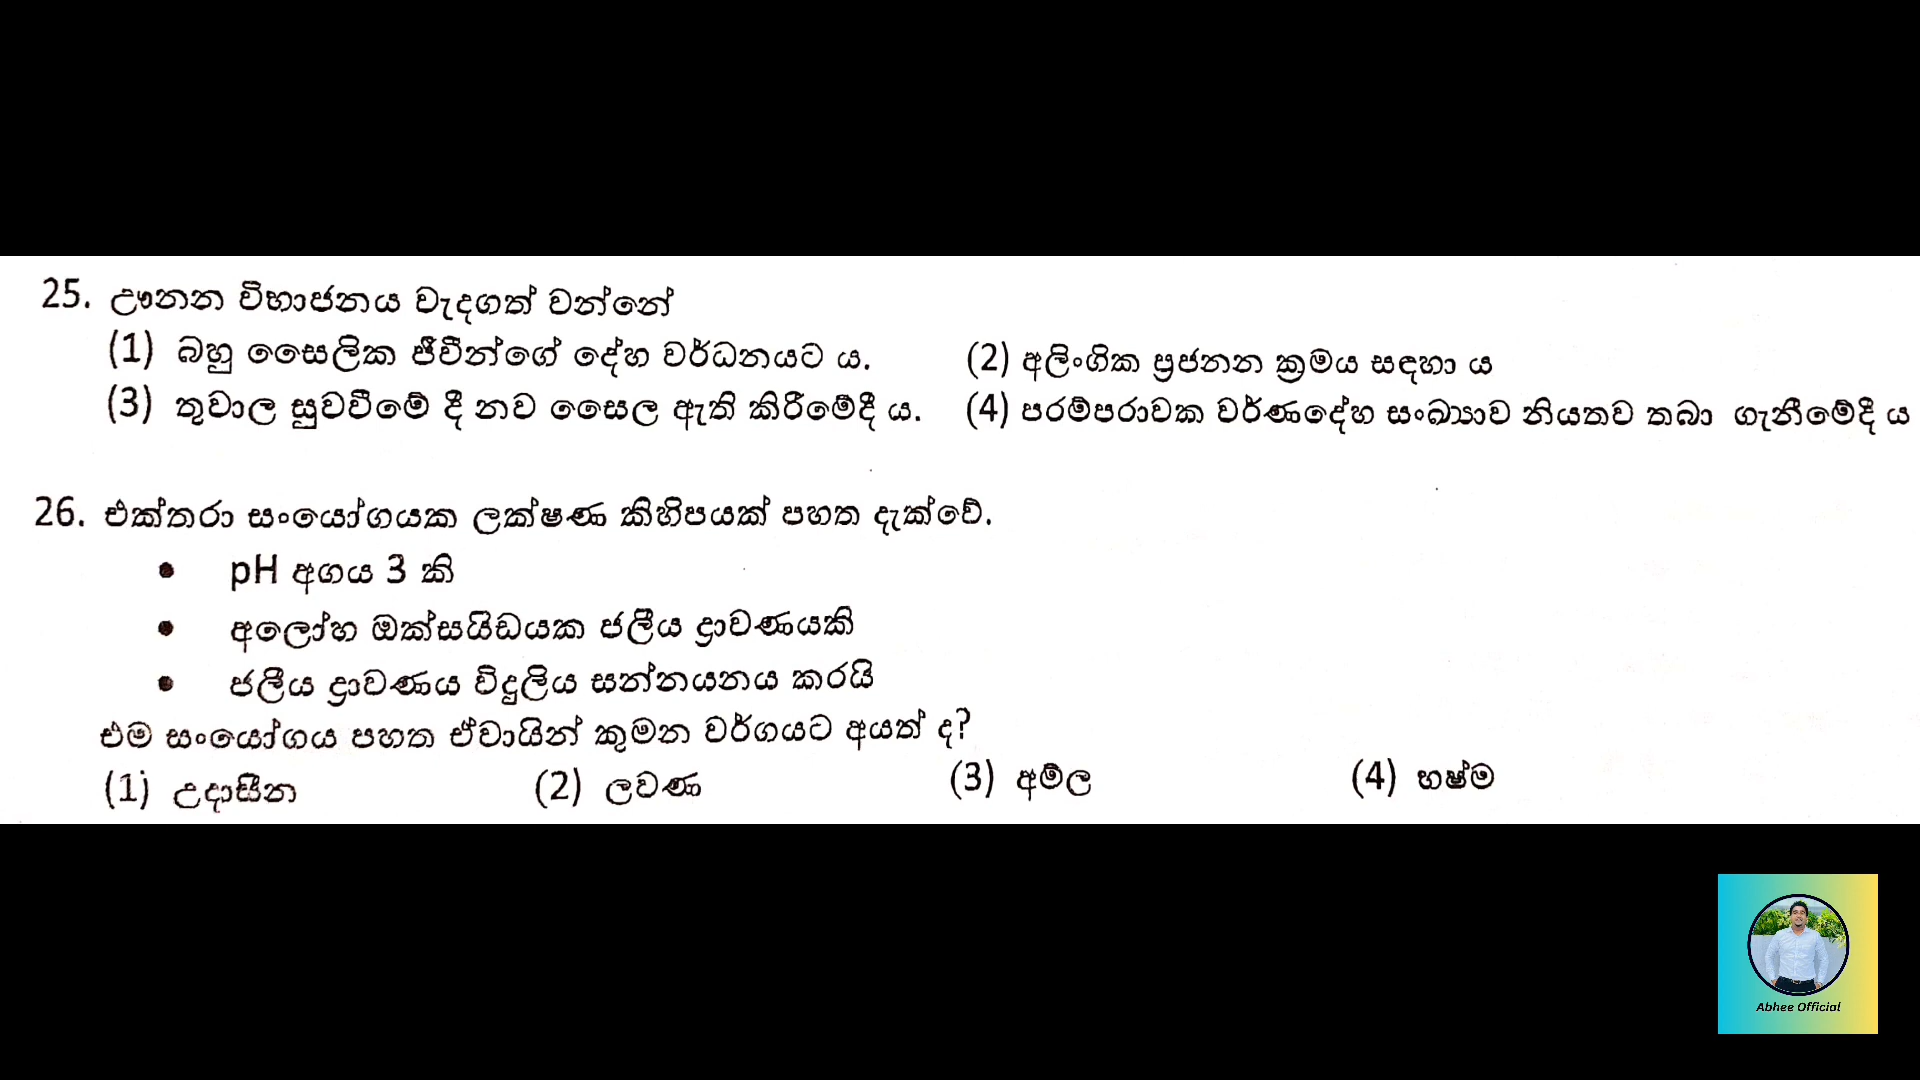 25. ඌනන විභාජනය වැදගත් වන්නේ
(1) බහු සෛලික ජීවීන්ගේ දේහ වර්ධනයට ය. (2) අලිංගික ප්‍රජනන ක්‍රමය සඳහා ය
(3) තුවාල සුවවීමේ දී නව සෛල ඇති කිරීමේදී ය. (4) පරම්පරාවක වර්ණදේහ සංඛ්‍යාව නියතව තබා ගැනීමේදී ය
26. එක්තරා සංයෝගයක ලක්ෂණ කිහිපයක් පහත දැක්වේ.
• pH අගය 3 කි
• අලෝහ ඔක්සයිඩයක ජලීය ද්‍රාවණයකි
• ජලීය ද්‍රාවණය විදුලිය සන්නයනය කරයි
එම සංයෝගය පහත ඒවායින් කුමන වර්ගයට අයත් ද?
(1) උදාසීන (2) ලවණ (3) අම්ල (4) භෂ්ම
Abhee Official